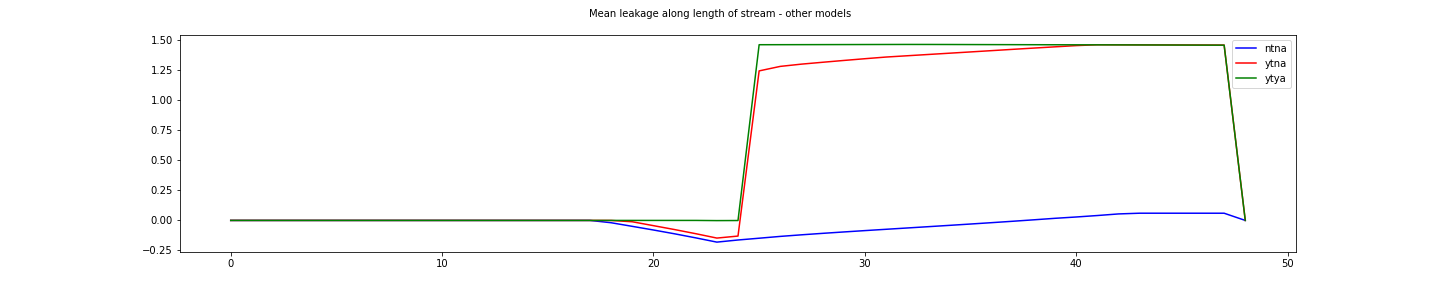 Mean leakage along length of stream - other models
1.50
1.25
1.00
0.75
0.50
0.25
0.00
−0.25
0 10 20 30 40 50
ntna
ytna
ytya